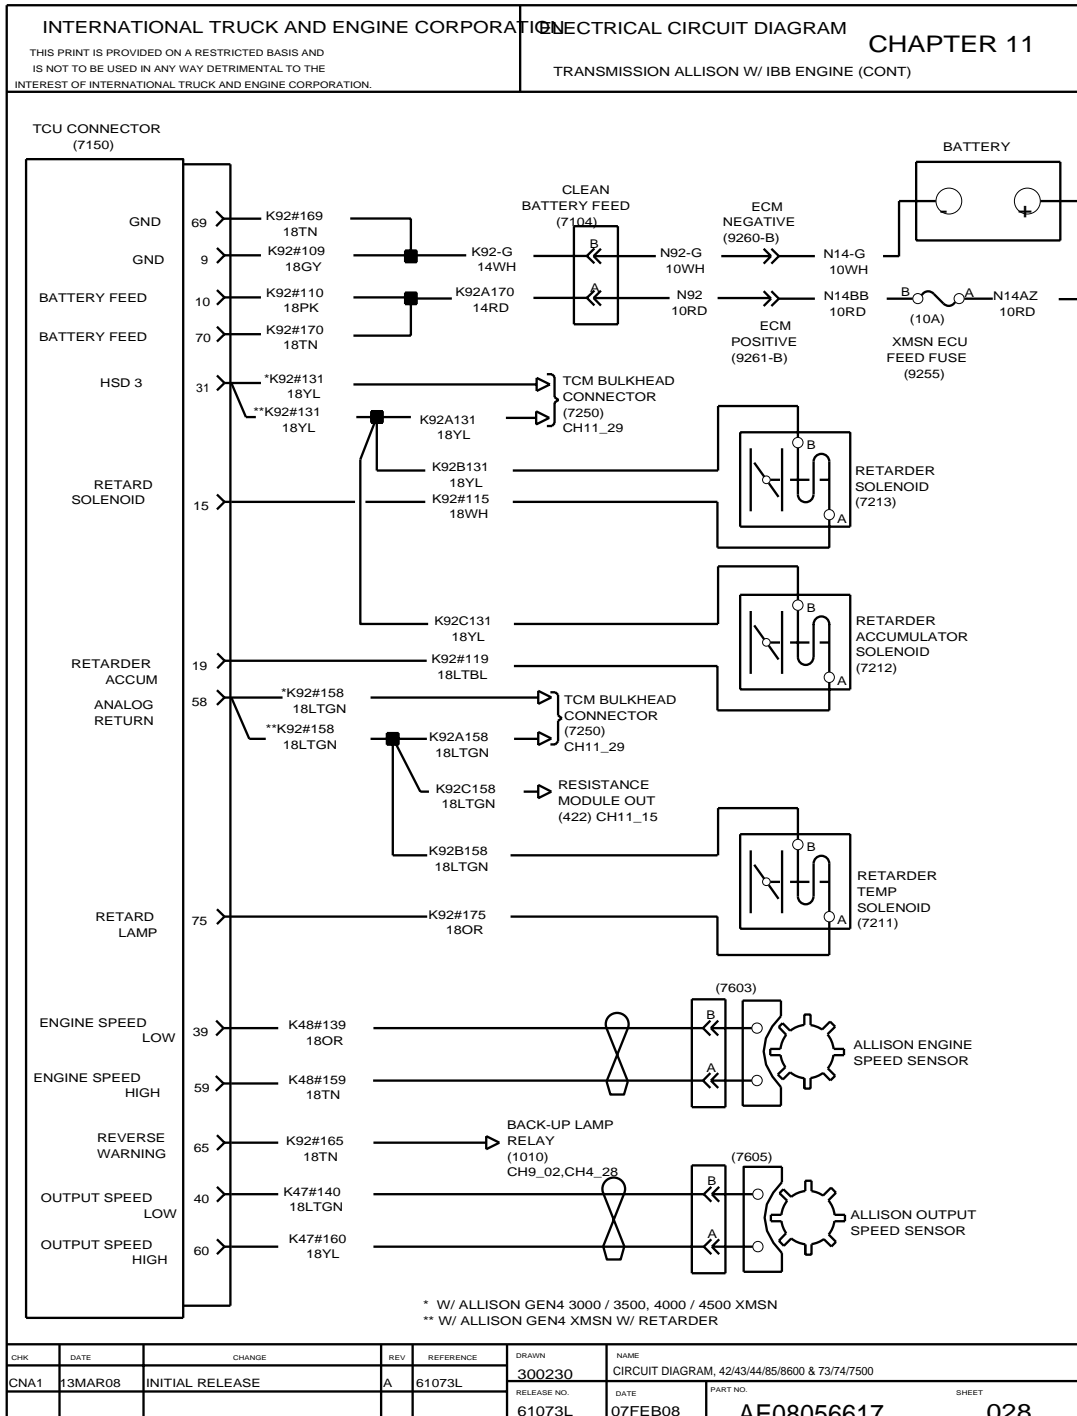 INTERNATIONAL TRUCK AND ENGINE CORPORATION
THIS PRINT IS PROVIDED ON A RESTRICTED BASIS AND
IS NOT TO BE USED IN ANY WAY DETRIMENTAL TO THE
INTEREST OF INTERNATIONAL TRUCK AND ENGINE CORPORATION.
ELECTRICAL CIRCUIT DIAGRAM
CHAPTER 11
TRANSMISSION ALLISON W/ IBB ENGINE (CONT)
TCU CONNECTOR
(7150)
BATTERY
-
+
CLEAN
BATTERY FEED
(7104)
ECM
NEGATIVE
(9260-B)
GND
69
K92#169
18TN
GND
9
K92#109
18GY
K92-G
14WH
B
N92-G
10WH
N14-G
10WH
BATTERY FEED
10
K92#110
18PK
K92A170
14RD
A
N92
10RD
N14BB
10RD
B
A
(10A)
N14AZ
10RD
BATTERY FEED
70
K92#170
18TN
ECM
POSITIVE
(9261-B)
XMSN ECU
FEED FUSE
(9255)
HSD 3
31
*K92#131
18YL
**K92#131
18YL
K92A131
18YL
TCM BULKHEAD
CONNECTOR
(7250)
CH11_29
K92B131
18YL
RETARD
SOLENOID
15
K92#115
18WH
B
A
RETARDER
SOLENOID
(7213)
K92C131
18YL
B
A
RETARDER
ACCUMULATOR
SOLENOID
(7212)
RETARDER
ACCUM
19
K92#119
18LTBL
ANALOG
RETURN
58
*K92#158
18LTGN
**K92#158
18LTGN
K92A158
18LTGN
TCM BULKHEAD
CONNECTOR
(7250)
CH11_29
K92C158
18LTGN
RESISTANCE
MODULE OUT
(422) CH11_15
K92B158
18LTGN
B
A
RETARDER
TEMP
SOLENOID
(7211)
RETARD
LAMP
75
K92#175
18OR
(7603)
ENGINE SPEED
LOW
39
K48#139
18OR
B
ALLISON ENGINE
SPEED SENSOR
ENGINE SPEED
HIGH
59
K48#159
18TN
A
REVERSE
WARNING
65
K92#165
18TN
BACK-UP LAMP
RELAY
(1010)
CH9_02,CH4_28
(7605)
OUTPUT SPEED
LOW
40
K47#140
18LTGN
B
ALLISON OUTPUT
SPEED SENSOR
OUTPUT SPEED
HIGH
60
K47#160
18YL
A
* W/ ALLISON GEN4 3000 / 3500, 4000 / 4500 XMSN
** W/ ALLISON GEN4 XMSN W/ RETARDER
CHK DATE CHANGE REV REFERENCE
CNA1 13MAR08 INITIAL RELEASE A 61073L
DRAWN
300230
NAME
CIRCUIT DIAGRAM, 42/43/44/85/8600 & 73/74/7500
RELEASE NO.
61073L
DATE
07FEB08
PART NO.
AE08056617
SHEET
028